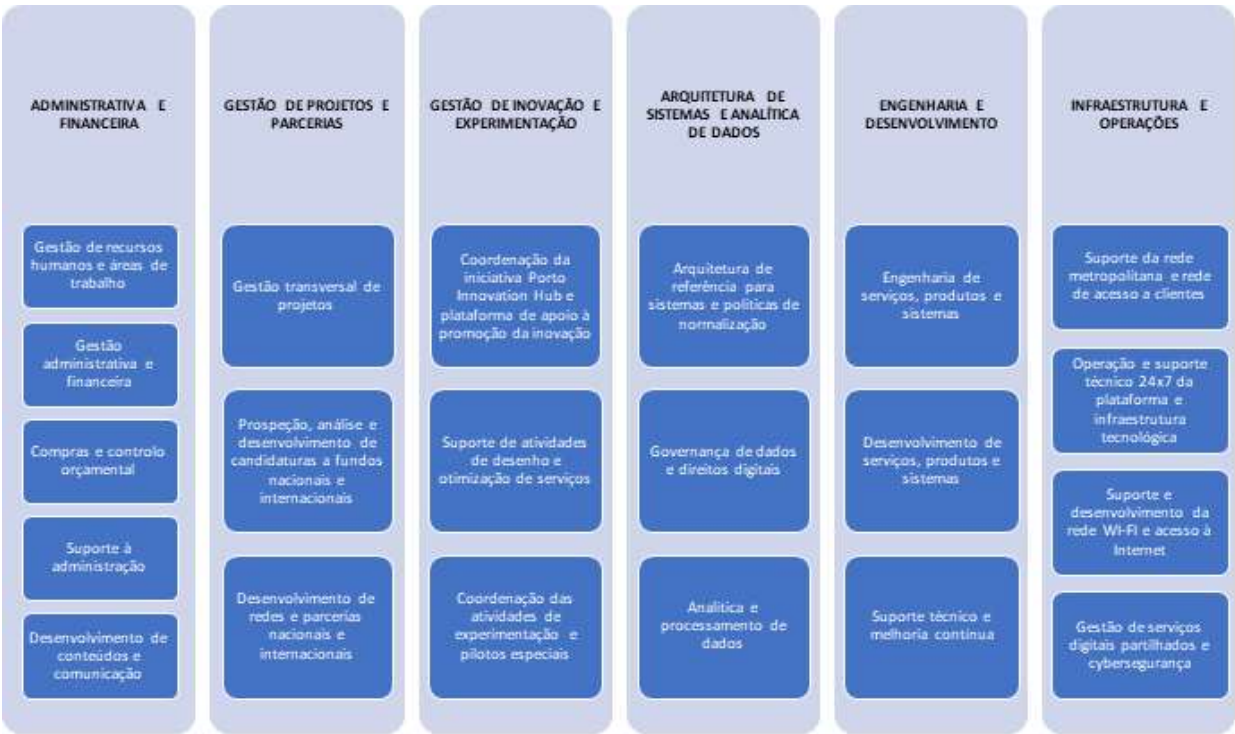 ADMINISTRATIVA E
FINANCEIRA
Gestão de recursos
humanos e áreas de
trabalho
Gestão
administrativa e
financeira
Compras e controlo
orçamental
Suporte à
administração
Desenvolvimento de
conteúdos e
comunicação
GESTÃO DE PROJETOS E
PARCERIAS
Gestão transversal de
projetos
Prospeção, análise e
desenvolvimento de
candidaturas a fundos
nacionais e
internacionais
Desenvolvimento de
redes e parcerias
nacionais e
internacionais
GESTÃO DE INOVAÇÃO E
EXPERIMENTAÇÃO
Coordenação da
iniciativa Porto
Innovation Hub e
plataforma de apoio à
promoção da inovação
Suporte de atividades
de desenho e
otimização de serviços
Coordenação das
atividades de
experimentação e
pilotos especiais
ARQUITETURA DE
SISTEMAS E ANALÍTICA
DE DADOS
Arquitetura de
referência para
sistemas e políticas de
normalização
Governança de dados
e direitos digitais
Analítica e
processamento de
dados
ENGENHARIA E
DESENVOLVIMENTO
Engenharia de
serviços, produtos e
sistemas
Desenvolvimento de
serviços, produtos e
sistemas
Suporte técnico e
melhoria contínua
INFRAESTRUTURA E
OPERAÇÕES
Suporte da rede
metropolitana e rede
de acesso a clientes
Operação e suporte
técnico 24x7 da
plataforma e
infraestrutura
tecnológica
Suporte e
desenvolvimento da
rede WI-FI e acesso à
Internet
Gestão de serviços
digitais partilhados e
cybersegurança